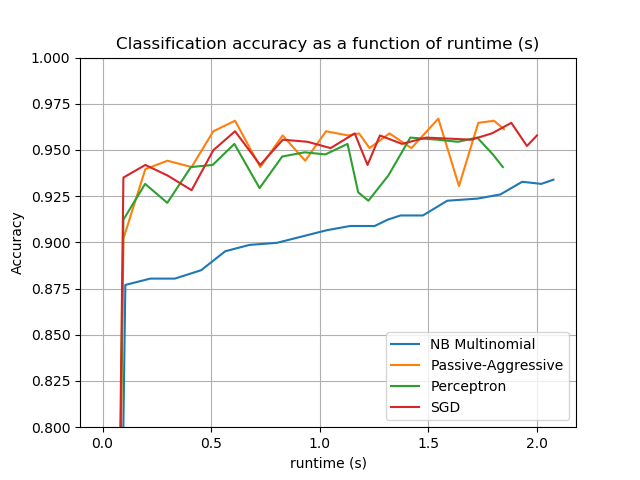 Classification accuracy as a function of runtime (s)
1.000
0.975
0.950
0.925
0.900
0.875
0.850
0.825
0.800
Accuracy
0.0 0.5 1.0 1.5 2.0
runtime (s)
NB Multinomial
Passive-Aggressive
Perceptron
SGD